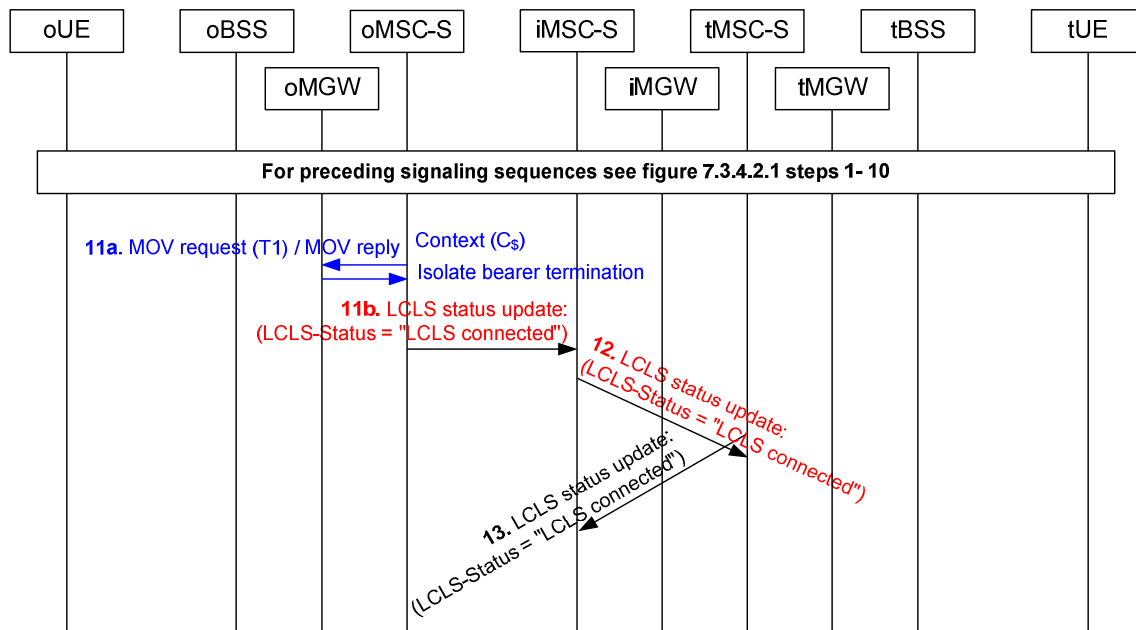 oUE
oBSS
oMSC-S
iMSC-S
tMSC-S
tBSS
tUE
oMGW
iMGW
tMGW
For preceding signaling sequences see figure 7.3.4.2.1 steps 1- 10
11a. MOV request (T1) / MOV reply
Context (C$)
Isolate bearer termination
11b. LCLS status update:
(LCLS-Status = "LCLS connected")
12. LCLS status update:
(LCLS-Status = "LCLS connected")
13. LCLS status update:
(LCLS-Status = "LCLS connected")